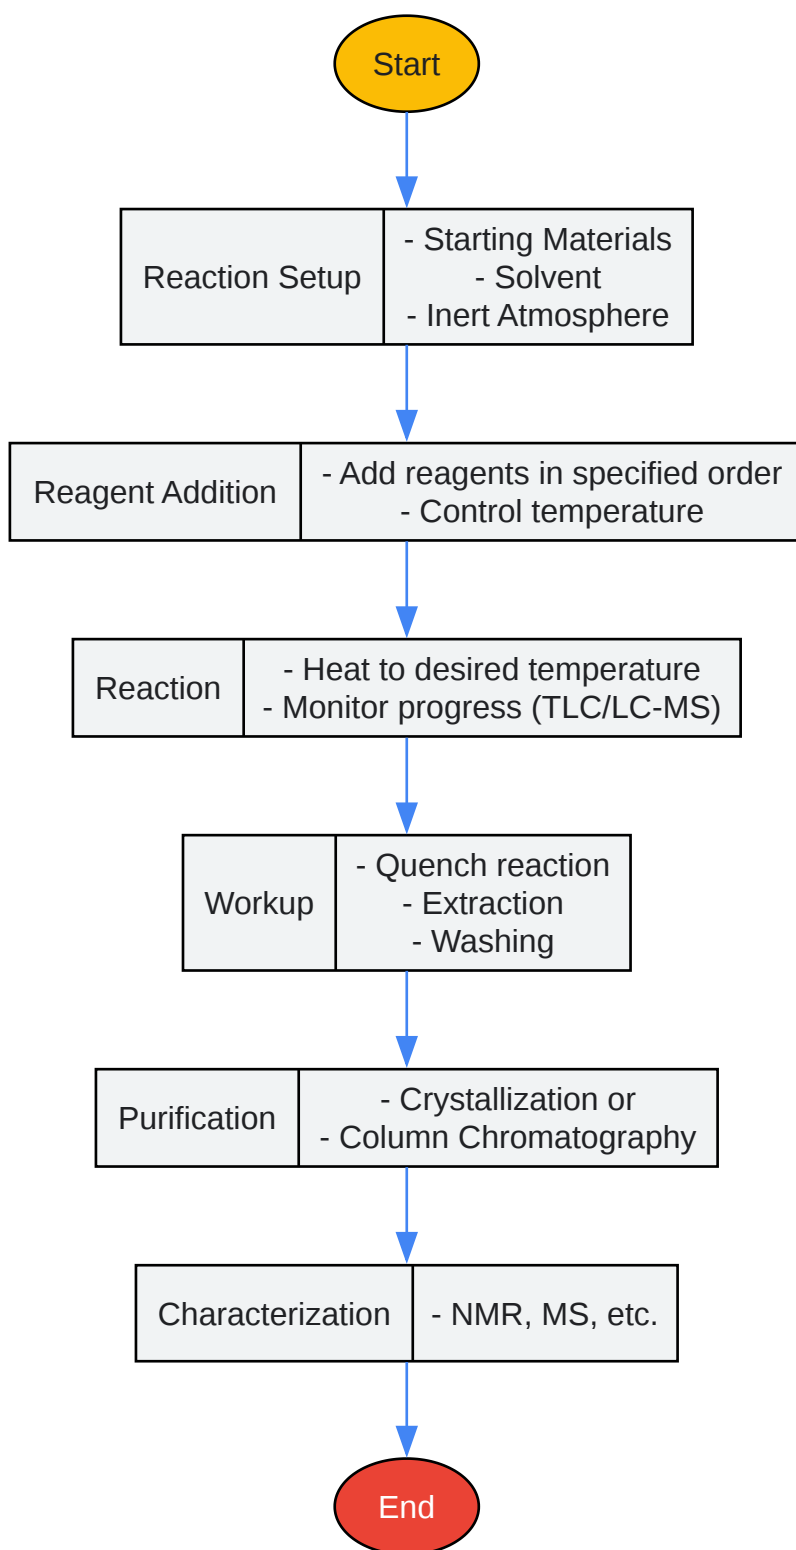 Start
Reaction Setup
- Starting Materials
- Solvent
- Inert Atmosphere
Reagent Addition
- Add reagents in specified order
- Control temperature
Reaction
- Heat to desired temperature
- Monitor progress (TLC/LC-MS)
Workup
- Quench reaction
- Extraction
- Washing
Purification
- Crystallization or
- Column Chromatography
Characterization
- NMR, MS, etc.
End